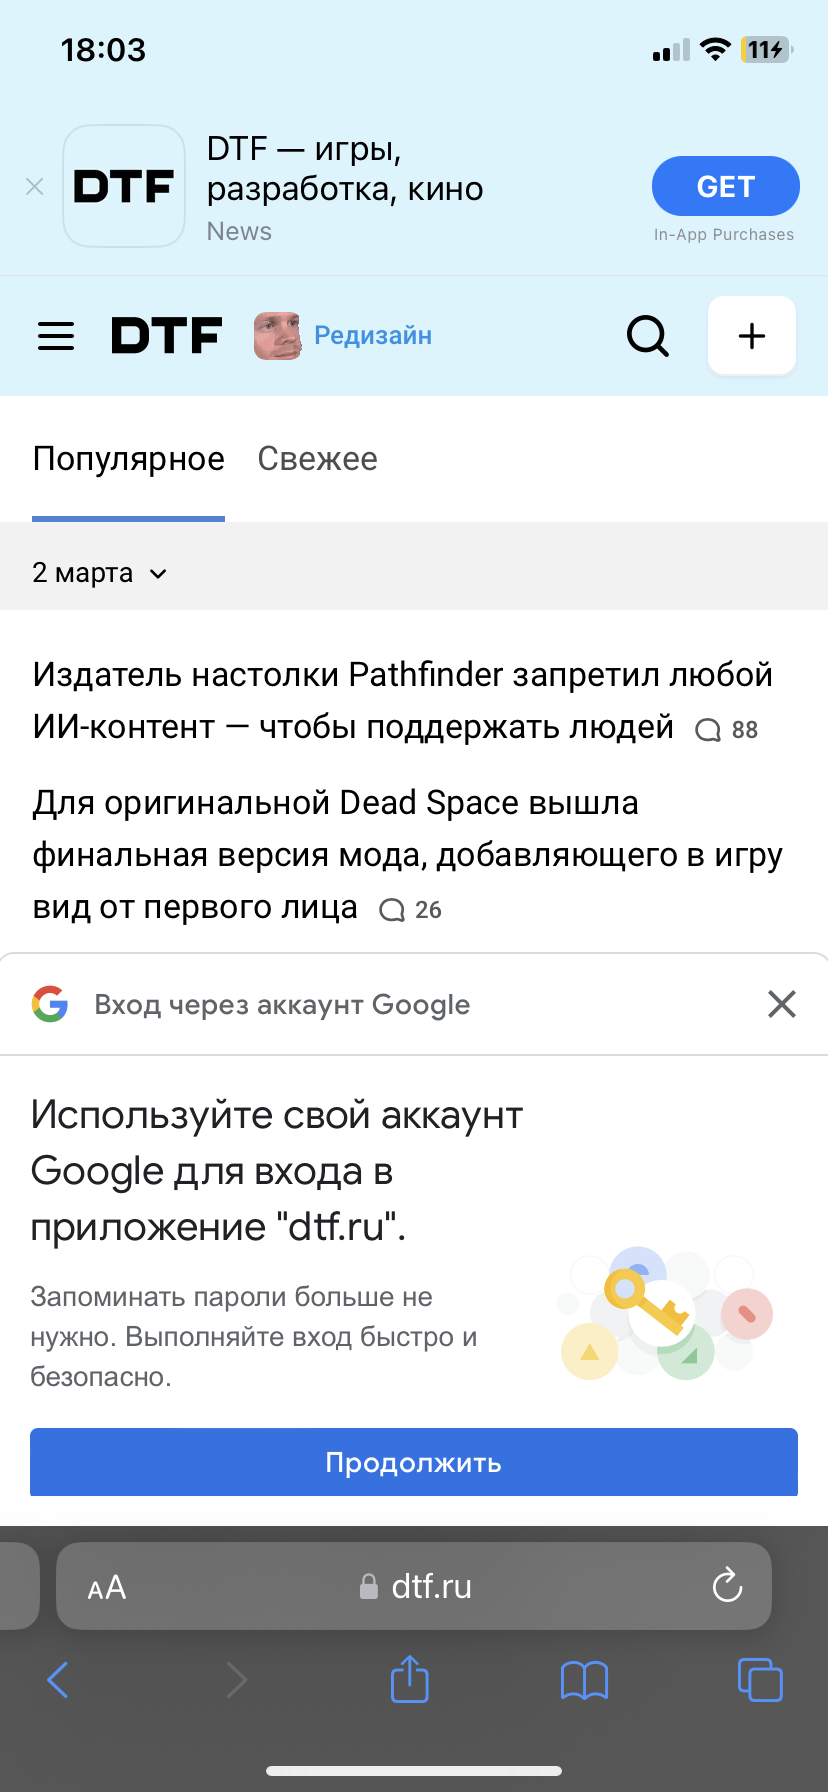 18:03
11
DTF
DTF — игры,
разработка, кино
News
GET
In-App Purchases
DTF
Редизайн
Популярное
Свежее
2 марта
Издатель настолки Pathfinder запретил любой
ИИ-контент — чтобы поддержать людей 88
Для оригинальной Dead Space вышла
финальная версия мода, добавляющего в игру
вид от первого лица 26
Вход через аккаунт Google
Используйте свой аккаунт
Google для входа в
приложение "dtf.ru".
Запоминать пароли больше не
нужно. Выполняйте вход быстро и
безопасно.
Продолжить
AA
dtf.ru